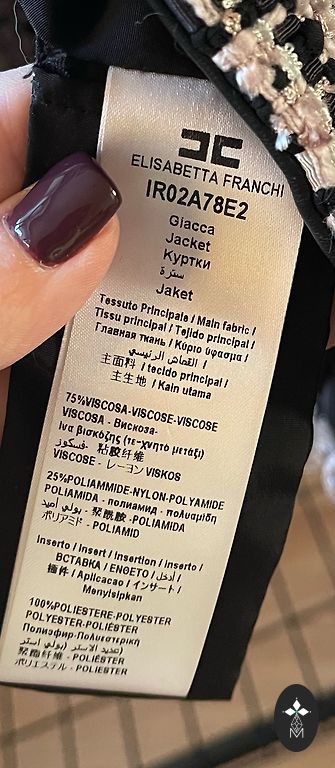 ELISABETTA FRANCHI
IR02A78E2
Giacca
Jacket
Куртки
سترة
Jaket
Tessuto Principale / Main fabric /
Tissu principal / Tejido principal /
Главная ткань / Κύριο ύφασμα /
القماش الرئيسي /
主面料 / tecido principal /
主生地 / Kain utama
75%VISCOSA-VISCOSE-VISCOSE
VISCOSA - Вискоза-
Ινα βισκόζης (τε-χνητό μετάξι)
فسكوز- 粘胶纤维
VISCOSE - レーヨン VISKOS
25%POLIAMMIDE-NYLON-POLYAMIDE
POLIAMIDA - полиамид - πολυαμίδη
بولي أميد - 聚酰胺 -POLIAMIDA
ポリアミド - POLIAMID
Inserto / Insert / Insertion / inserto /
ВСТАВКА / ΕΝΘΕΤΟ / أدخل /
插件 / Aplicacao / インサート /
Menyisipkan
100%POLIESTERE-POLYESTER
POLYESTER-POLIÉSTER
Полиэфир-Πολυεστερική
(عديد الاستر) بولي استر
聚酯纤维 - POLIÉSTER
ポリエステル - POLIESTER
M